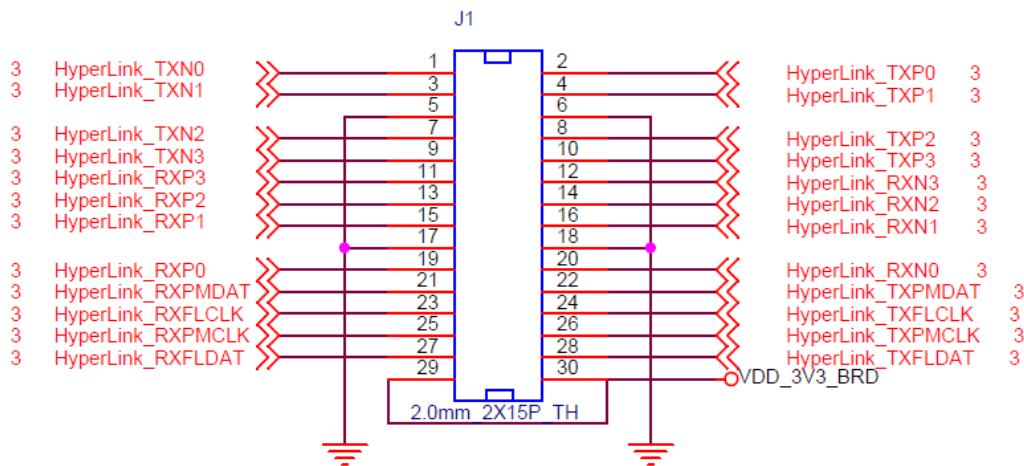 J1
3 HyperLink_TXN0 1 2 HyperLink_TXP0 3
3 HyperLink_TXN1 3 4 HyperLink_TXP1 3
5 6
3 HyperLink_TXN2 7 8 HyperLink_TXP2 3
3 HyperLink_TXN3 9 10 HyperLink_TXP3 3
3 HyperLink_RXP3 11 12 HyperLink_RXN3 3
3 HyperLink_RXP2 13 14 HyperLink_RXN2 3
3 HyperLink_RXP1 15 16 HyperLink_RXN1 3
17 18
3 HyperLink_RXP0 19 20 HyperLink_RXN0 3
3 HyperLink_RXPMDAT 21 22 HyperLink_TXPMDAT 3
3 HyperLink_RXFLCLK 23 24 HyperLink_TXFLCLK 3
3 HyperLink_RXPMCLK 25 26 HyperLink_TXPMCLK 3
3 HyperLink_RXFLDAT 27 28 HyperLink_TXFLDAT 3
29 30 VDD_3V3_BRD
2.0mm_2X15P_TH